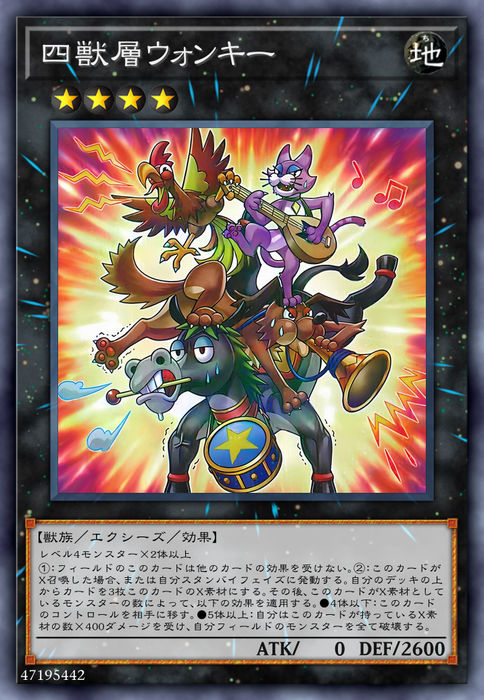 四獣層ウォンキー
地
ち
【獣族／エクシーズ／効果】
レベル4モンスター×2体以上
①:フィールドのこのカードは他のカードの効果を受けない。②:このカードが
X召喚した場合、または自分スタンバイフェイズに発動する。自分のデッキの上
からカードを3枚このカードのX素材にする。その後、このカードがX素材として
いるモンスターの数によって、以下の効果を適用する。●4体以下:このカード
のコントロールを相手に移す。●5体以上:自分はこのカードが持っているX素
材の数×400ダメージを受け、自分フィールドのモンスターを全て破壊する。
ATK/ 0 DEF/2600
47195442